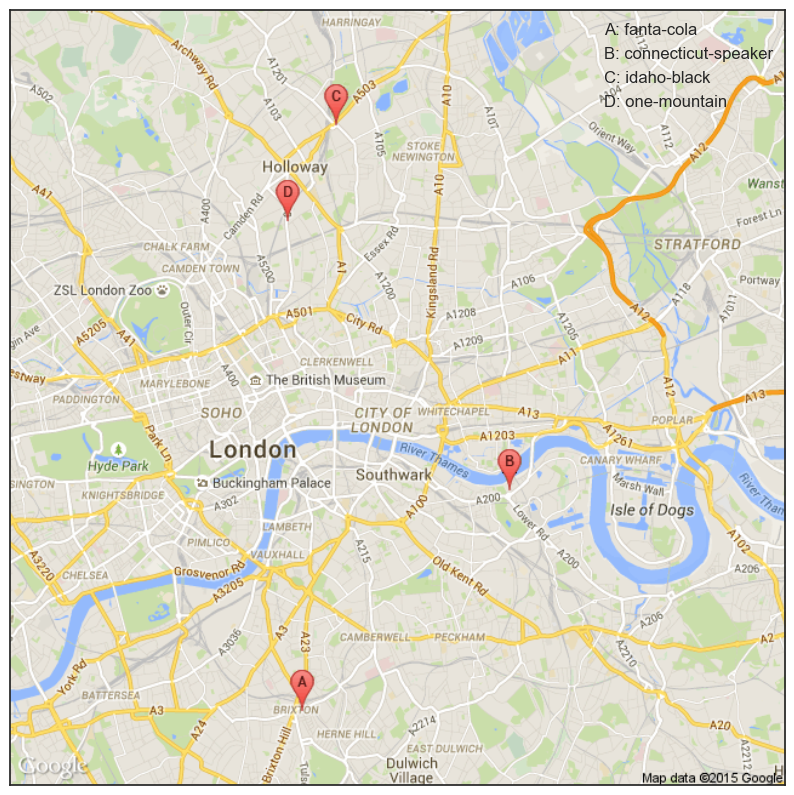 HARRINGAY
A: fanta-cola
B: connecticut-speaker
C: idaho-black
D: one-mountain
Archway Rd
A1201
A503
A502
A103
A10
A104
A107
A112
A105
Orient Way
A12
STOKE
NEWINGTON
Holloway
A10
A41
A400
Camden Rd
Essex Rd
Wanst
Forest Ln
STRATFORD
CHALK FARM
CAMDEN TOWN
A5200
A1
Kingsland Rd
A106
Portway
ZSL London Zoo
A1200
A118
A1011
Outer Cir
A501
City Rd
A1208
A1205
A12
A5205
A41
A1209
A11
CLERKENWELL
estway
A400
The British Museum
MARYLEBONE
A12
A13
PADDINGTON
SOHO
CITY OF
LONDON
WHITECHAPEL
A13
POPLAR
Park Ln
A1203
A1261
London
River Thames
Hyde Park
CANARY WHARF
B
Southwark
Marsh Wall
River Than
SINGTON
Buckingham Palace
KNIGHTSBRIDGE
A302
A100
A200
Lower Rd
Isle of Dogs
LAMBETH
PIMLICO
A215
A102
VAUXHALL
A200
A3220
CHELSEA
Grosvenor Rd
Old Kent Rd
A206
A3205
A206
A3036
A3
A23
CAMBERWELL
PECKHAM
A2
A2210
York Rd
A
BATTERSEA
BRIXTON
A3
A24
A2214
A20
HERNE HILL
A2212
Brixton Hill
EAST DULWICH
Tuls
Dulwich
Village
Google
Map data ©2015 Google
C
D